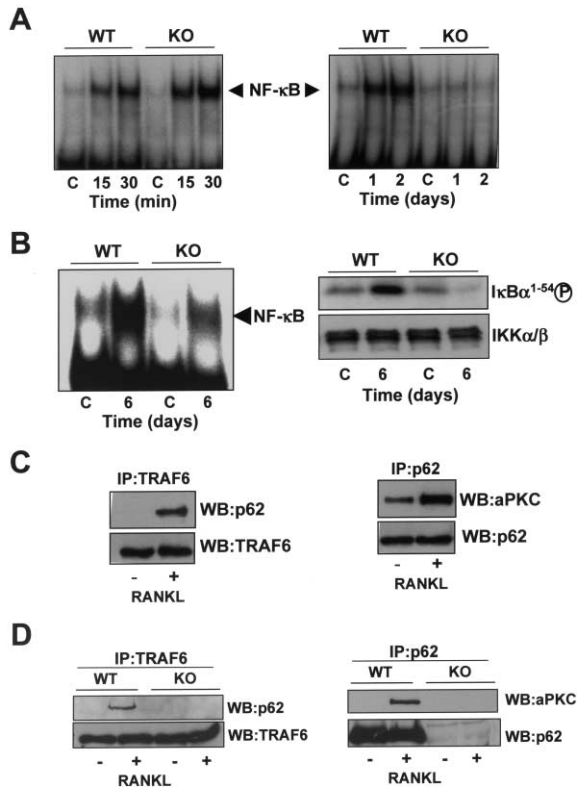 A
WT KO WT KO
◄ NF-κB ►
C 15 30 C 15 30 C 1 2 C 1 2
Time (min) Time (days)
B
WT KO WT KO
◄NF-κB IκBα¹⁻⁵⁴Ⓟ
IKKα/β
C 6 C 6 (days) C 6 C 6
Time (days) Time (days)
C
IP:TRAF6 IP:p62
WB:p62 WB:aPKC
WB:TRAF6 WB:p62
- + - +
RANKL RANKL
D
IP:TRAF6 IP:p62
WT KO WT KO
WB:p62 WB:aPKC
WB:TRAF6 WB:p62
- + - + - + - +
RANKL RANKL